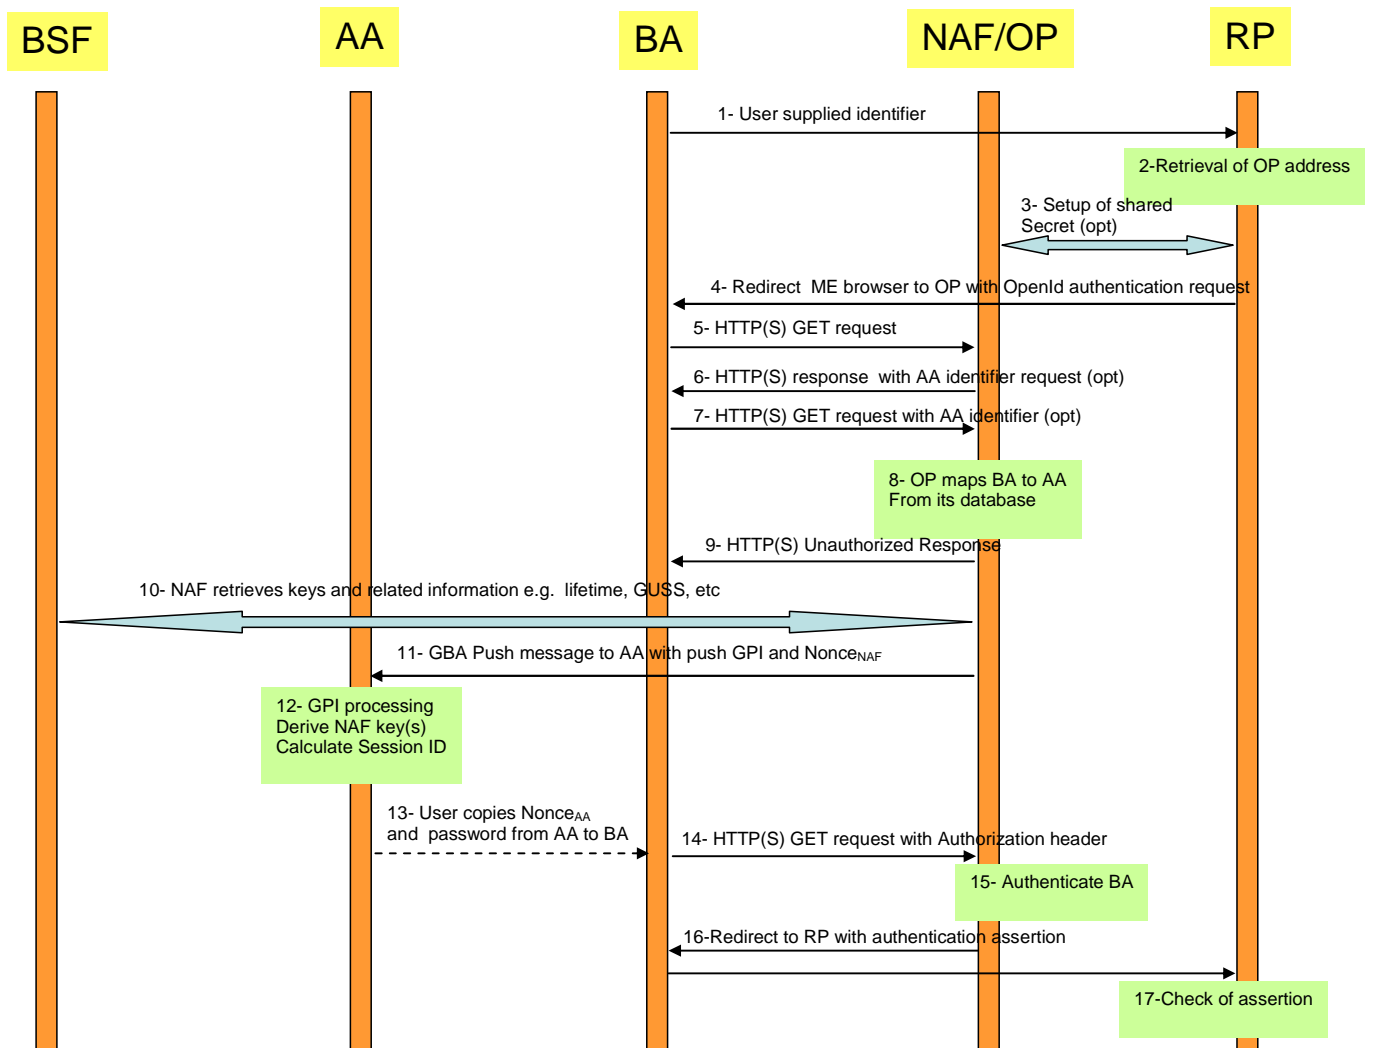 BSF
AA
BA
NAF/OP
RP
1- User supplied identifier
2-Retrieval of OP address
3- Setup of shared
Secret (opt)
4- Redirect  ME browser to OP with OpenId authentication request
5- HTTP(S) GET request
6- HTTP(S) response  with AA identifier request (opt)
7- HTTP(S) GET request with AA identifier (opt)
8- OP maps BA to AA
From its database
9- HTTP(S) Unauthorized Response
10- NAF retrieves keys and related information e.g.  lifetime, GUSS, etc
11- GBA Push message to AA with push GPI and NonceNAF
12- GPI processing
Derive NAF key(s)
Calculate Session ID
13- User copies NonceAA
and  password from AA to BA
14- HTTP(S) GET request with Authorization header
15- Authenticate BA
16-Redirect to RP with authentication assertion
17-Check of assertion